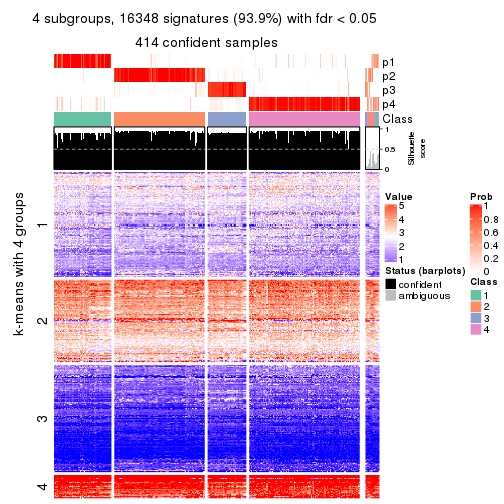 4 subgroups, 16348 signatures (93.9%) with fdr < 0.05
414 confident samples
p1
p2
p3
p4
Class
1
0.5
0
Silhouette
score
k-means with 4 groups
1
2
3
4
Value
5
4
3
2
1
Status (barplots)
confident
ambiguous
Prob
1
0.8
0.6
0.4
0.2
0
Class
1
2
3
4